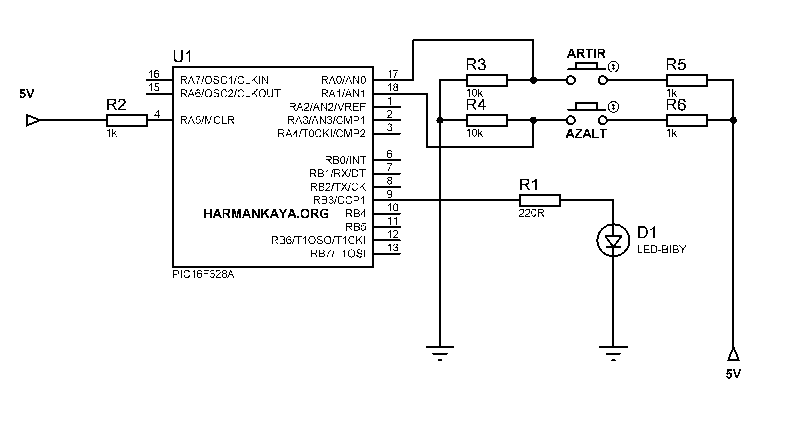 U1
16 RA7/OSC1/CLKIN RA0/AN0 17
15 RA6/OSC2/CLKOUT RA1/AN1 18
RA2/AN2/VREF 1
4 RA5/MCLR RA3/AN3/CMP1 2
RA4/T0CKI/CMP2 3
RB0/INT 6
RB1/RX/DT 7
RB2/TX/CK 8
RB3/CCP1 9
HARMANKAYA.ORG RB4 10
RB5 11
RB6/T1OSO/T1CKI 12
RB7/T1OSI 13
PIC16F628A
5V
R2
1k
R3
10k
R4
10k
ARTIR
AZALT
R5
1k
R6
1k
R1
220R
D1
LED-BIBY
5V